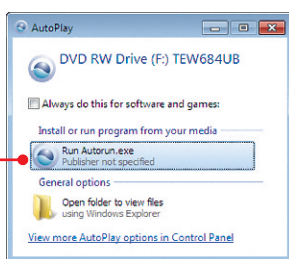 AutoPlay
DVD RW Drive (F:) TEW684UB
Always do this for software and games:
Install or run program from your media
Run Autorun.exe
Publisher not specified
General options
Open folder to view files
using Windows Explorer
View more AutoPlay options in Control Panel